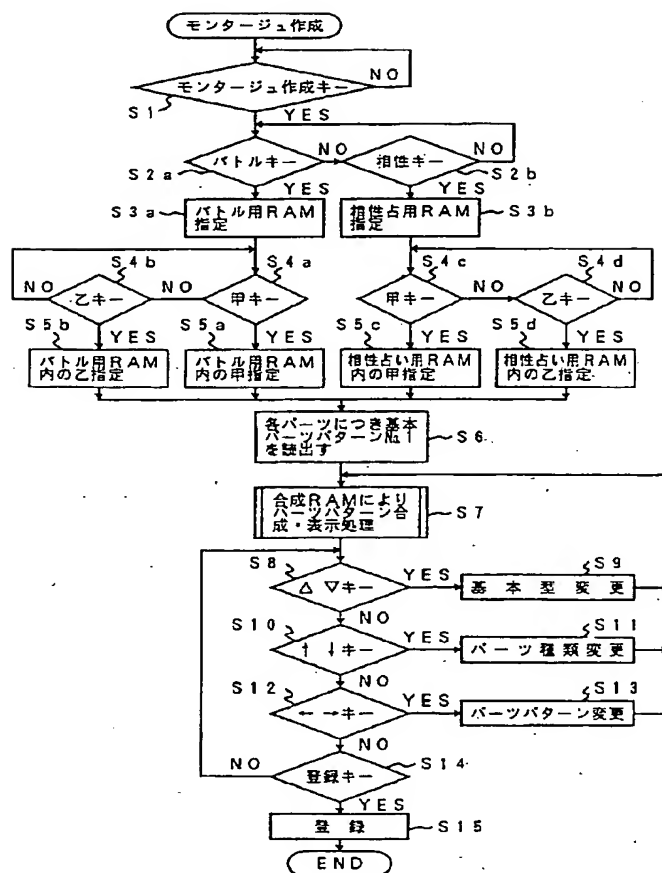 モンタージュ作成
モンタージュ作成キー
NO
S1
YES
バトルキー
NO
相性キー
NO
S2a
YES
YES
S2b
S3a
バトル用RAM
指定
相性占用RAM
指定
S3b
S4b
S4a
S4c
S4d
NO
乙キー
NO
甲キー
甲キー
NO
乙キー
NO
S5b
YES
S5a
YES
S5c
YES
S5d
YES
バトル用RAM
内の乙指定
バトル用RAM
内の甲指定
相性占い用RAM
内の甲指定
相性占い用RAM
内の乙指定
各パーツにつき基本
パーツパターン№1
を読出す
S6
合成RAMにより
パーツパターン合
成・表示処理
S7
S8
△ ▽キー
YES
S9
基本型変更
NO
S10
↑ ↓キー
YES
S11
パーツ種類変更
NO
S12
← →キー
YES
S13
パーツパターン変更
NO
NO
登録キー
S14
YES
登録
S15
END